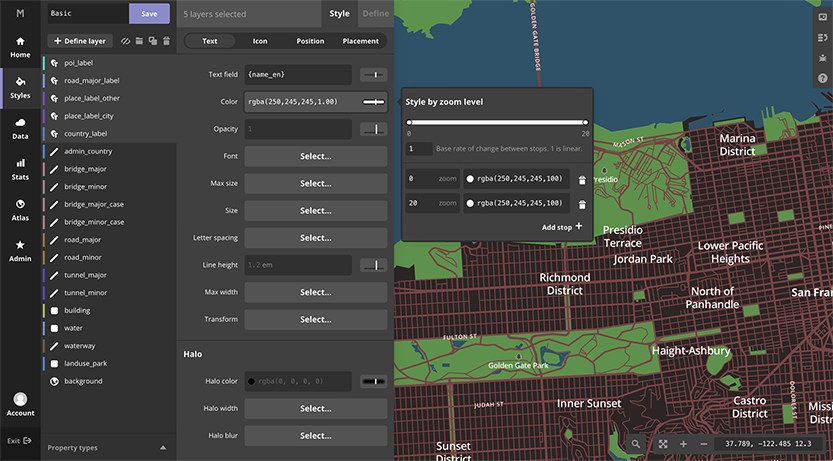 M
Home
Styles
Data
Stats
Atlas
Admin
Account
Exit
Basic
Save
Define layer
poi_label
road_major_label
place_label_other
place_label_city
country_label
admin_country
bridge_major
bridge_minor
bridge_major_case
bridge_minor_case
road_major
road_minor
tunnel_major
tunnel_minor
building
water
waterway
landuse_park
background
Property types
5 layers selected
Style
Define
Text
Icon
Position
Placement
Text field
{name_en}
Color
rgba(250,245,245,1.00)
Opacity
1
Font
Select...
Max size
Select...
Size
Select...
Letter spacing
Select...
Line height
1.2 em
Max width
Select...
Transform
Select...
Halo
Halo color
rgba(0, 0, 0, 0)
Halo width
Select...
Halo blur
Select...
Style by zoom level
0
20
1
Base rate of change between stops. 1 is linear.
0 zoom
rgba(250,245,245,100)
20 zoom
rgba(250,245,245,100)
Add stop +
GOLDEN GATE BRIDGE
MASON ST
Marina
District
Presidio
Presidio
Terrace
Jordan Park
Lower Pacific
Heights
Richmond
District
North of
Panhandle
San Fran
FULTON ST
Haight-Ashbury
Golden Gate Park
JUDAH ST
Inner Sunset
Castro
District
DOLORES ST
Missi
Dist
Sunset
District
37.789, -122.485 12.3